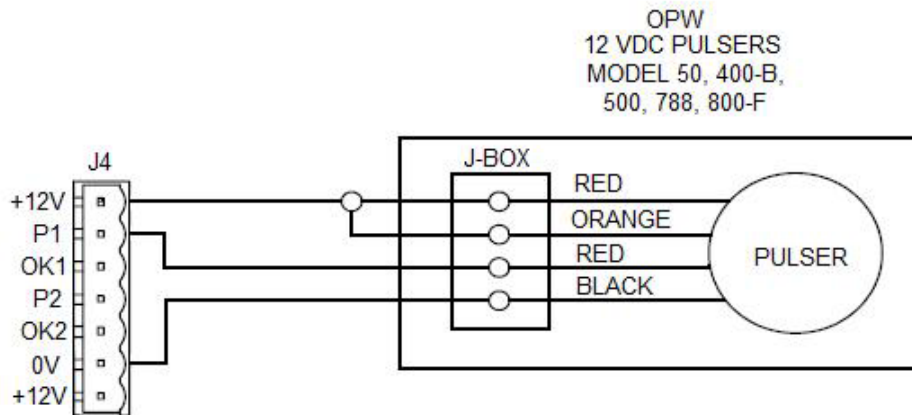 OPW
12 VDC PULSERS
MODEL 50, 400-B,
500, 788, 800-F
J4
J-BOX
+12V
P1
OK1
P2
OK2
0V
+12V
RED
ORANGE
RED
BLACK
PULSER